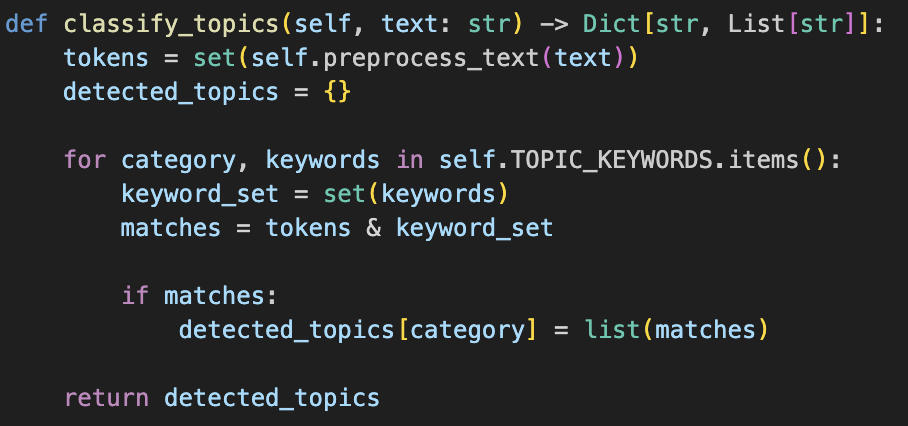 def classify_topics(self, text: str) -> Dict[str, List[str]]:
    tokens = set(self.preprocess_text(text))
    detected_topics = {}

    for category, keywords in self.TOPIC_KEYWORDS.items():
        keyword_set = set(keywords)
        matches = tokens & keyword_set

        if matches:
            detected_topics[category] = list(matches)

    return detected_topics